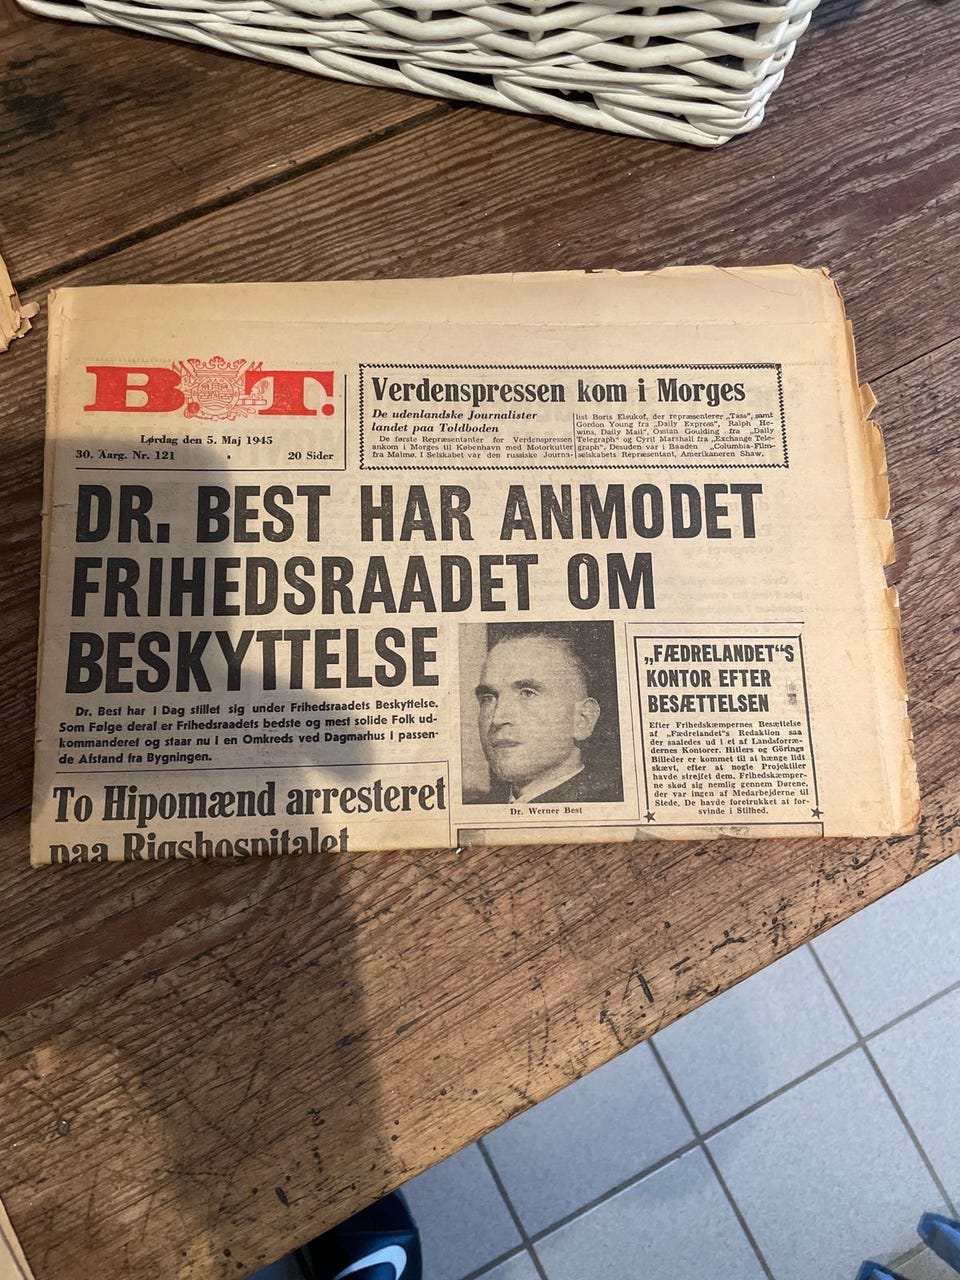 B.T.
Lørdag den 5. Maj 1945
30. Aarg. Nr. 121 . 20 Sider
Verdenspressen kom i Morges
De udenlandske Journalister
landet paa Toldboden
De første Repræsentanter for Verdenspressen
ankom i Morges til København med Motorkutter
fra Malmø. I Selskabet var den russiske Journa-
list Boris Elsukof, der repræsenterer „Tass", samt
Gordon Young fra „Daily Express", Ralph He-
wins, Daily Mail", Ossian Goulding fra „Daily
Telegraph" og Cyril Marshall fra „Exchange Tele-
graph". Desuden var i Baaden „Columbia-Film-
selskabets Repræsentant, Amerikaneren Shaw.
DR. BEST HAR ANMODET
FRIHEDSRAADET OM
BESKYTTELSE
Dr. Best har i Dag stillet sig under Frihedsraadets Beskyttelse.
Som Følge deraf er Frihedsraadets bedste og mest solide Folk ud-
kommanderet og staar nu i en Omkreds ved Dagmarhus i passen-
de Afstand fra Bygningen.
To Hipomænd arresteret
paa Rigshospitalet
Dr. Werner Best
„FÆDRELANDET"S
KONTOR EFTER
BESÆTTELSEN
Efter Frihedskæmpernes Besættelse
af „Fædrelandet"s Redaktion saa
der saaledes ud i et af Landsforræ-
dernes Kontorer. Hitlers og Görings
Billeder er kommet til at hænge lidt
skævt, efter at nogle Projektiler
havde strejfet dem. Frihedskæmper-
ne skød sig nemlig gennem Dørene,
der var ingen af Medarbejderne til
Stede. De havde foretrukket at for-
svinde i Stilhed.